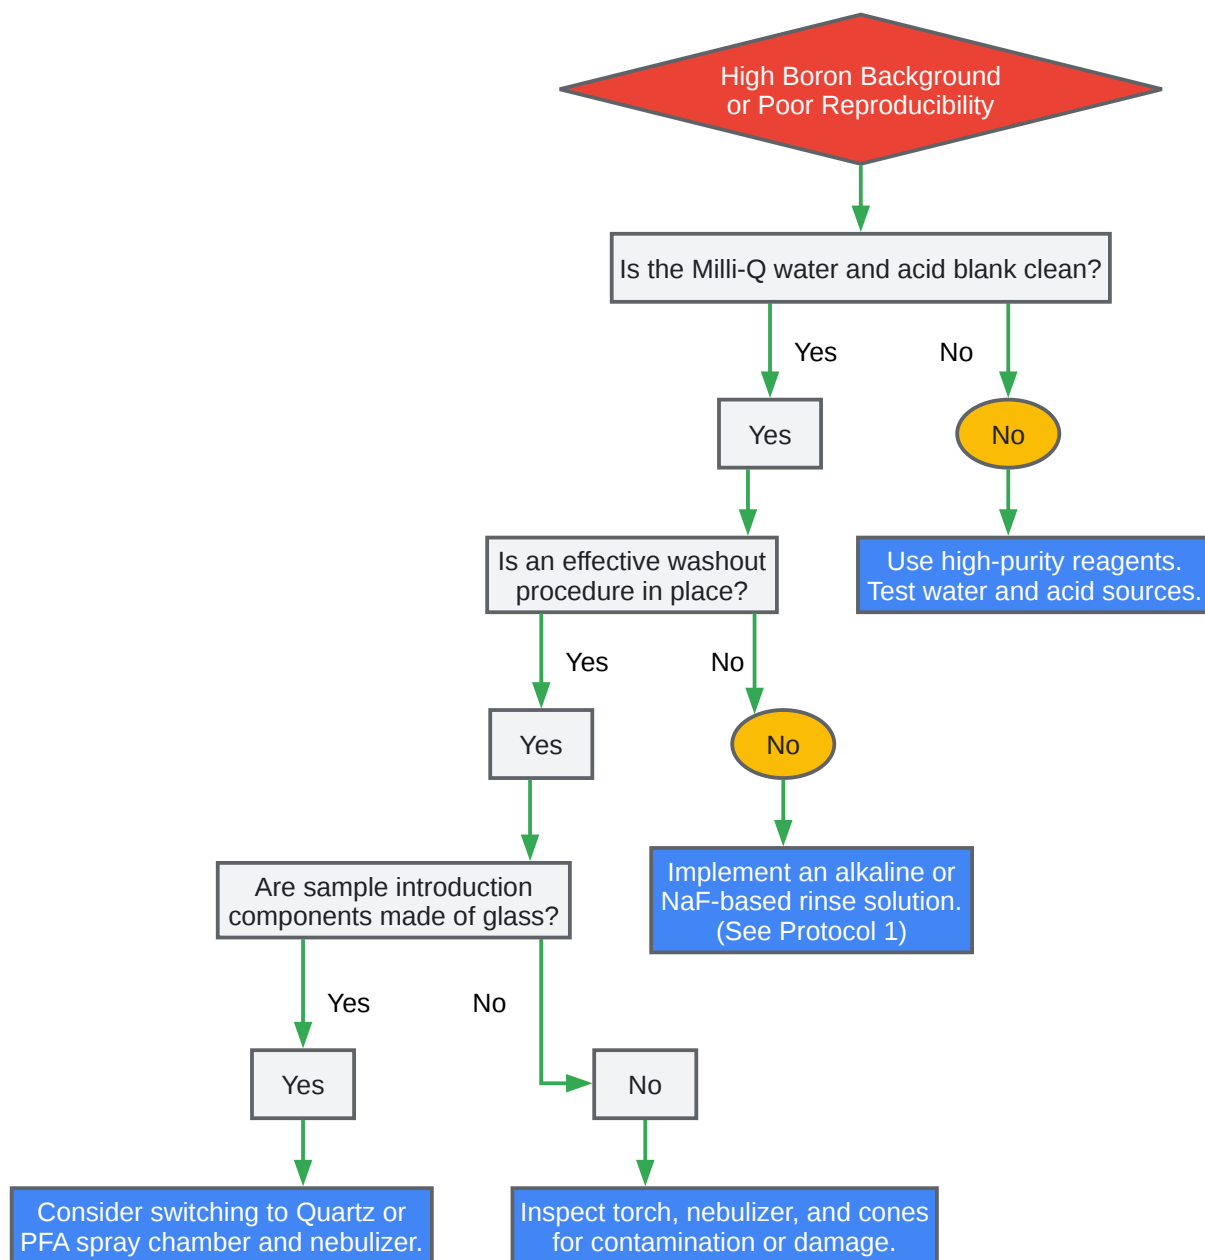 High Boron Background
or Poor Reproducibility
Is the Milli-Q water and acid blank clean?
Yes
No
Yes
No
Is an effective washout
procedure in place?
Use high-purity reagents.
Test water and acid sources.
Yes
No
Yes
No
Are sample introduction
components made of glass?
Implement an alkaline or
NaF-based rinse solution.
(See Protocol 1)
Yes
No
Yes
No
Consider switching to Quartz or
PFA spray chamber and nebulizer.
Inspect torch, nebulizer, and cones
for contamination or damage.